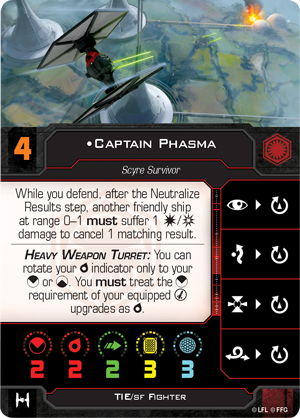 4
•Captain Phasma
Scyre Survivor
While you defend, after the Neutralize
Results step, another friendly ship
at range 0–1 must suffer 1 /
damage to cancel 1 matching result.
Heavy Weapon Turret: You can
rotate your indicator only to your
or . You must treat the
requirement of your equipped
upgrades as .
2 2 2 3 3
TIE/sf Fighter
© LFL © FFG